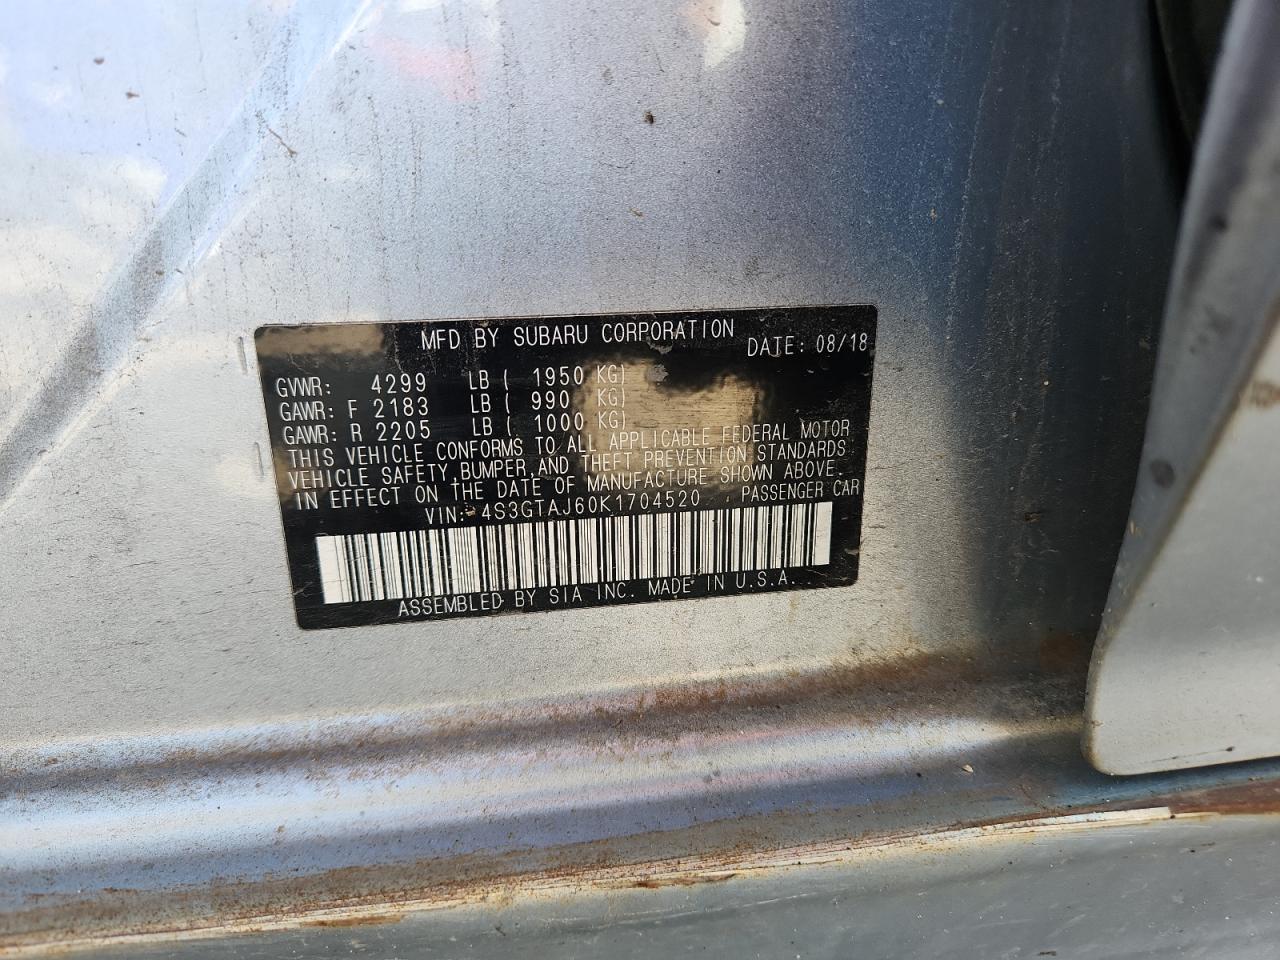 MFD BY SUBARU CORPORATION
DATE: 08/18
GVWR: 4299 LB ( 1950 KG)
GAWR: F 2183 LB ( 990 KG)
GAWR: R 2205 LB ( 1000 KG)
THIS VEHICLE CONFORMS TO ALL APPLICABLE FEDERAL MOTOR
VEHICLE SAFETY, BUMPER, AND THEFT PREVENTION STANDARDS
IN EFFECT ON THE DATE OF MANUFACTURE SHOWN ABOVE.
VIN: 4S3GTAJ60K1704520 PASSENGER CAR
ASSEMBLED BY SIA INC. MADE IN U.S.A.